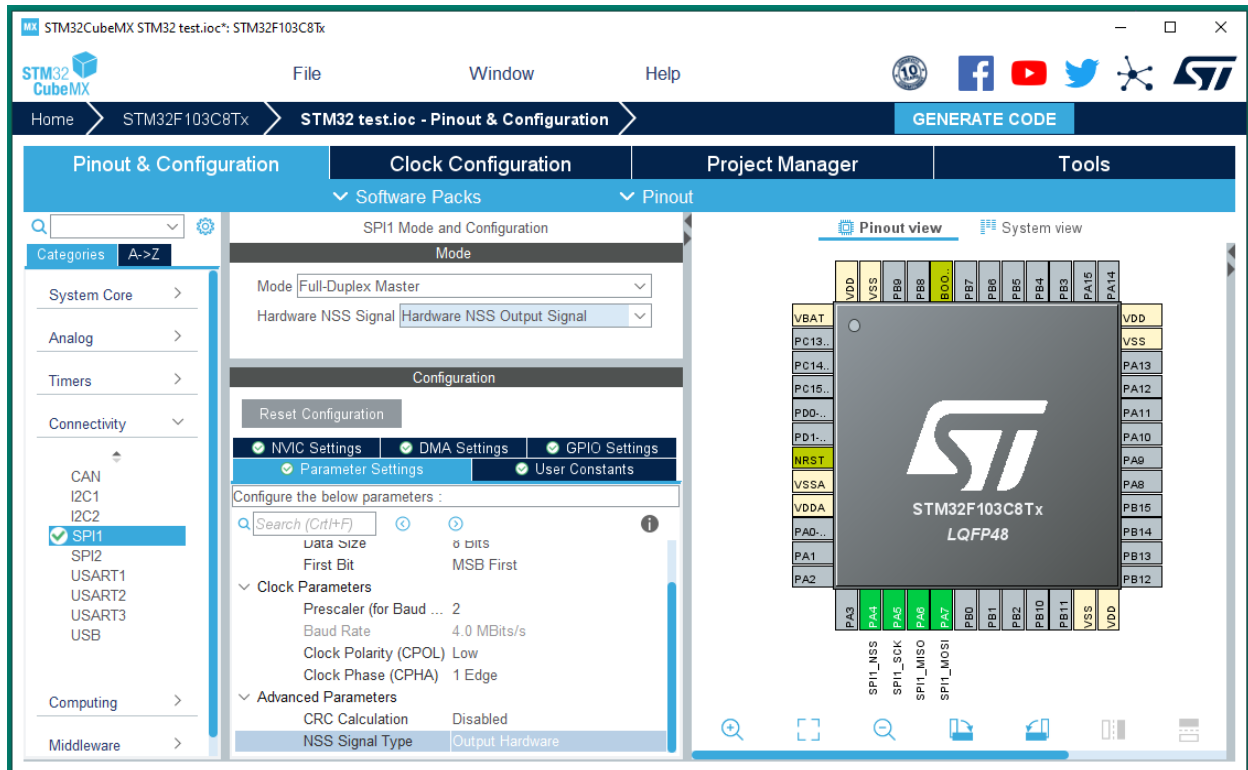 MX STM32CubeMX STM32 test.ioc*: STM32F103C8Tx
STM32 CubeMX
File Window Help
10
Home STM32F103C8Tx STM32 test.ioc - Pinout & Configuration GENERATE CODE
Pinout & Configuration Clock Configuration Project Manager Tools
Software Packs Pinout
Categories A->Z
System Core
Analog
Timers
Connectivity
CAN
I2C1
I2C2
SPI1
SPI2
USART1
USART2
USART3
USB
Computing
Middleware
SPI1 Mode and Configuration
Mode
Mode Full-Duplex Master
Hardware NSS Signal Hardware NSS Output Signal
Configuration
Reset Configuration
NVIC Settings DMA Settings GPIO Settings
Parameter Settings User Constants
Configure the below parameters :
Search (Crtl+F)
Data Size 8 Bits
First Bit MSB First
Clock Parameters
Prescaler (for Baud ... 2
Baud Rate 4.0 MBits/s
Clock Polarity (CPOL) Low
Clock Phase (CPHA) 1 Edge
Advanced Parameters
CRC Calculation Disabled
NSS Signal Type Output Hardware
Pinout view System view
VDD VSS PB9 PB8 BOO.. PB7 PB6 PB5 PB4 PB3 PA15 PA14
VBAT
PC13..
PC14..
PC15..
PD0-..
PD1-..
NRST
VSSA
VDDA
PA0-..
PA1
PA2
STM32F103C8Tx
LQFP48
VDD
VSS
PA13
PA12
PA11
PA10
PA9
PA8
PB15
PB14
PB13
PB12
PA3 PA4 PA5 PA6 PA7 PB0 PB1 PB2 PB10 PB11 VSS VDD
SPI1_NSS SPI1_SCK SPI1_MISO SPI1_MOSI